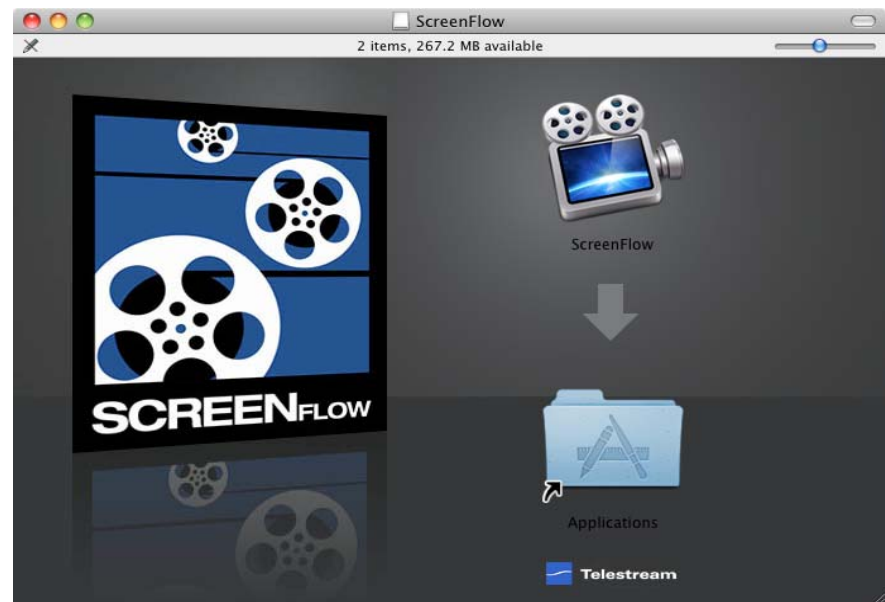 ScreenFlow
2 items, 267.2 MB available
SCREENFLOW
ScreenFlow
Applications
Telestream